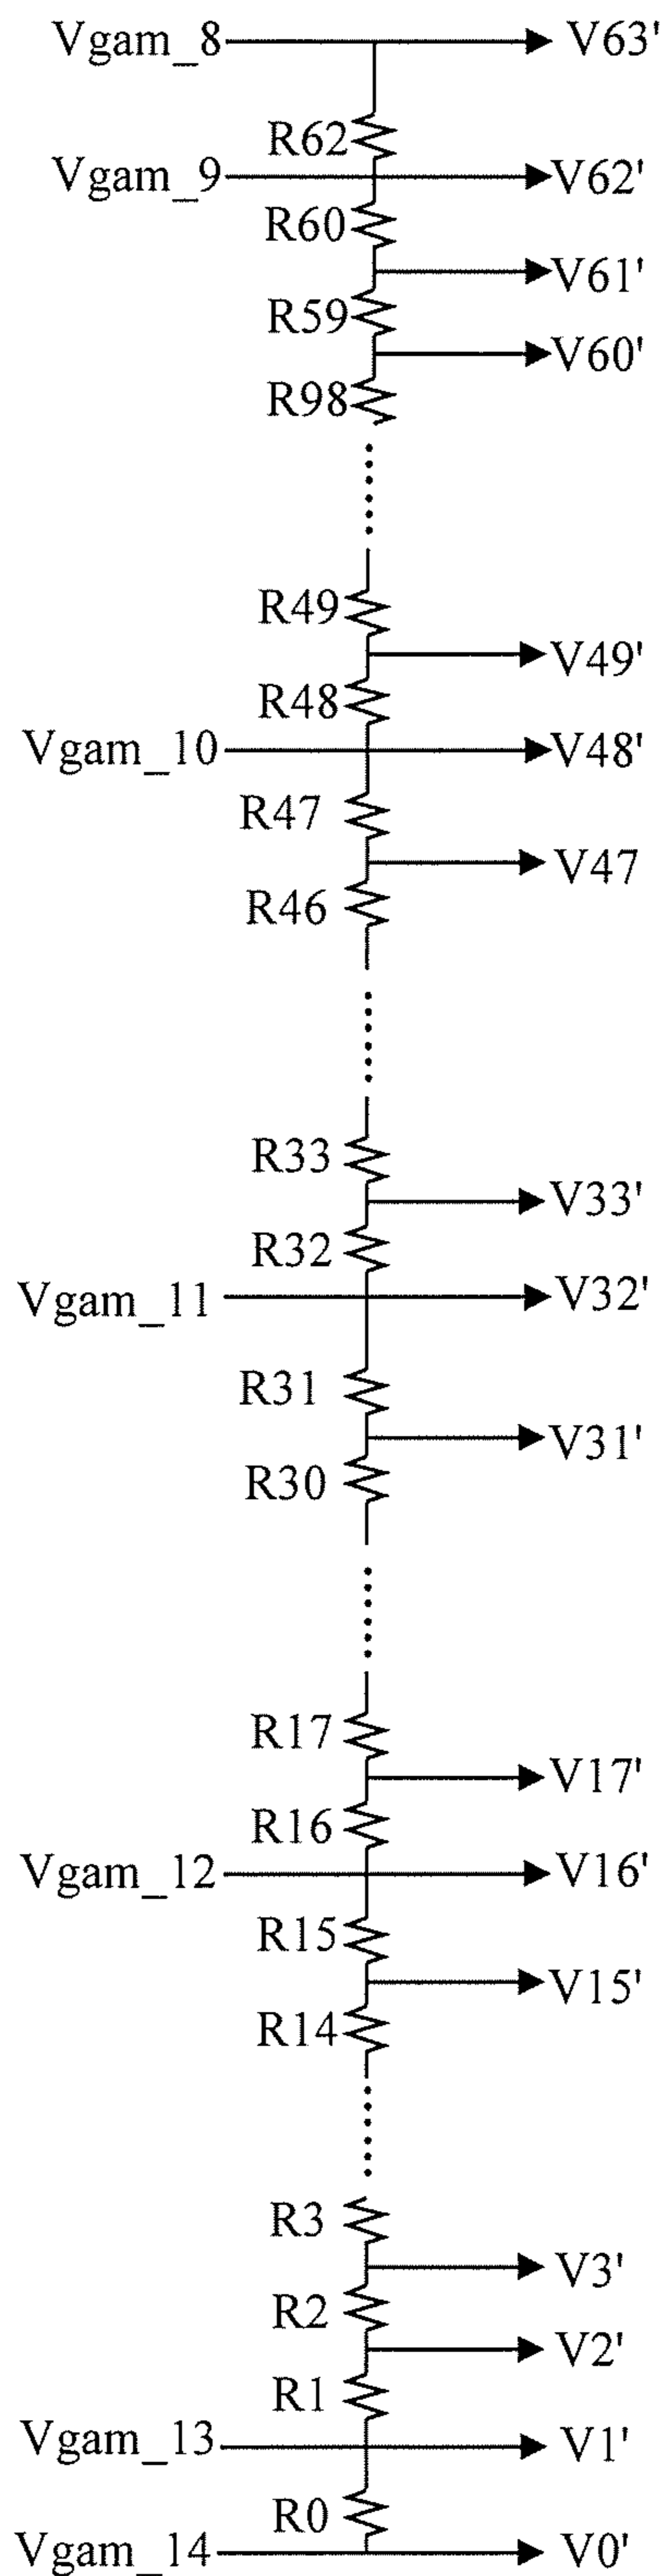 Vgam_8 V63'
R62
Vgam_9 V62'
R60
V61'
R59
V60'
R98
R49
V49'
R48
Vgam_10 V48'
R47
V47
R46
R33
V33'
R32
Vgam_11 V32'
R31
V31'
R30
R17
V17'
R16
Vgam_12 V16'
R15
V15'
R14
R3
V3'
R2
V2'
R1
Vgam_13 V1'
R0
Vgam_14 V0'